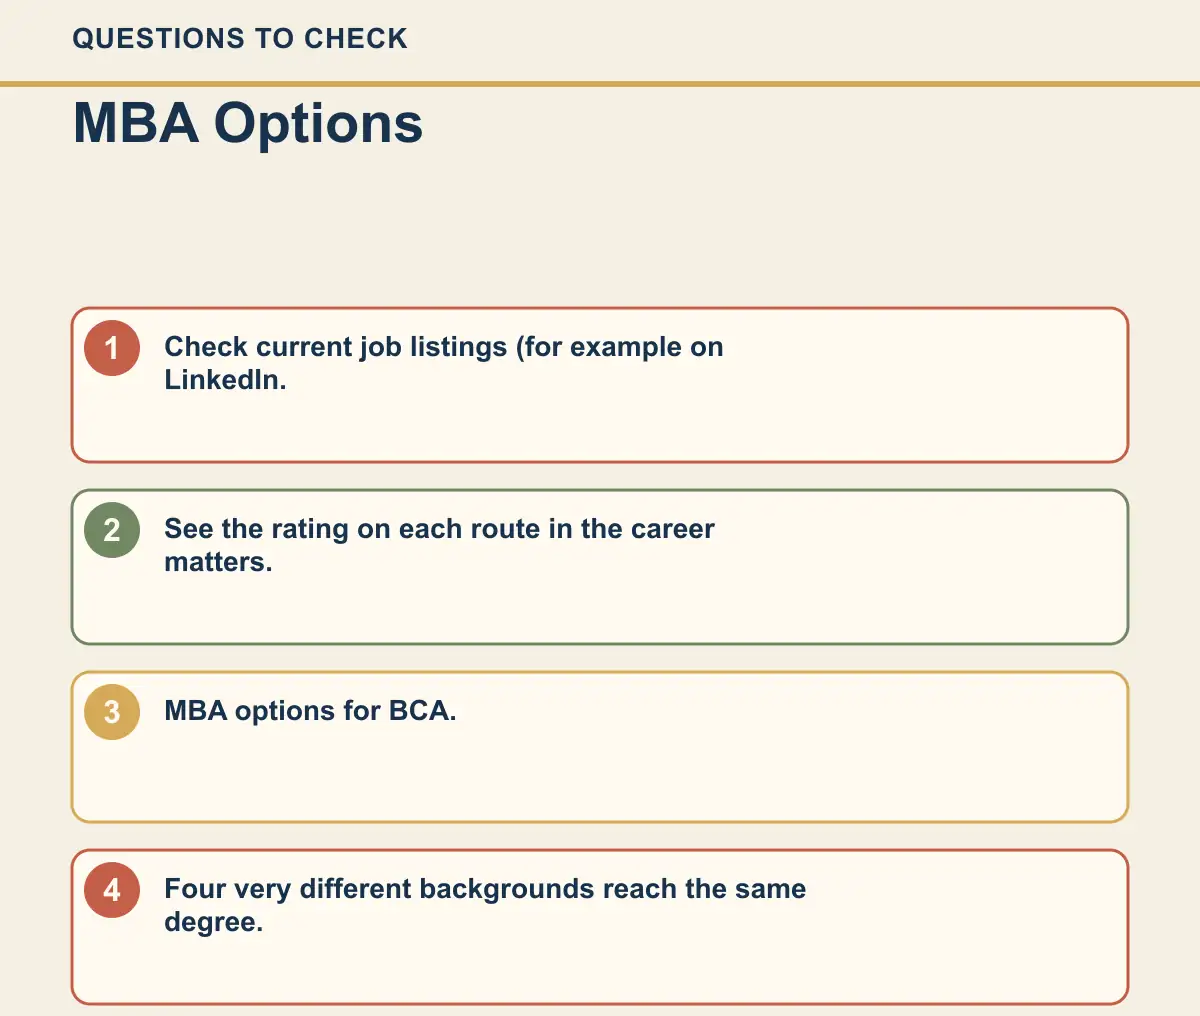 QUESTIONS TO CHECK
MBA Options
1
Check current job listings (for example on
LinkedIn.
2
See the rating on each route in the career
matters.
3
MBA options for BCA.
4
Four very different backgrounds reach the same
degree.